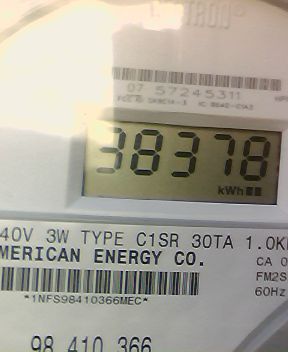 TRON®
07 57245311
38378
kWh
40V 3W TYPE C1SR 30TA 1.0K
MERICAN ENERGY CO.
CA 0
FM2S
*1NFS98410366MEC*
60Hz
98 410 366